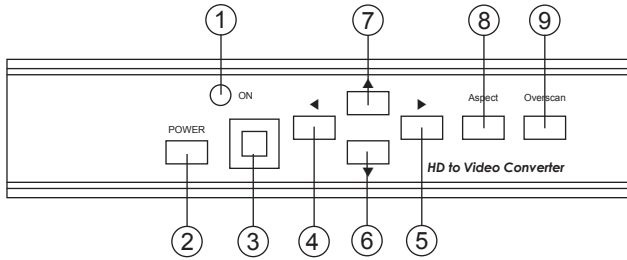 1 7 8 9
ON Aspect Overscan
POWER
HD to Video Converter
2 3 4 6 5